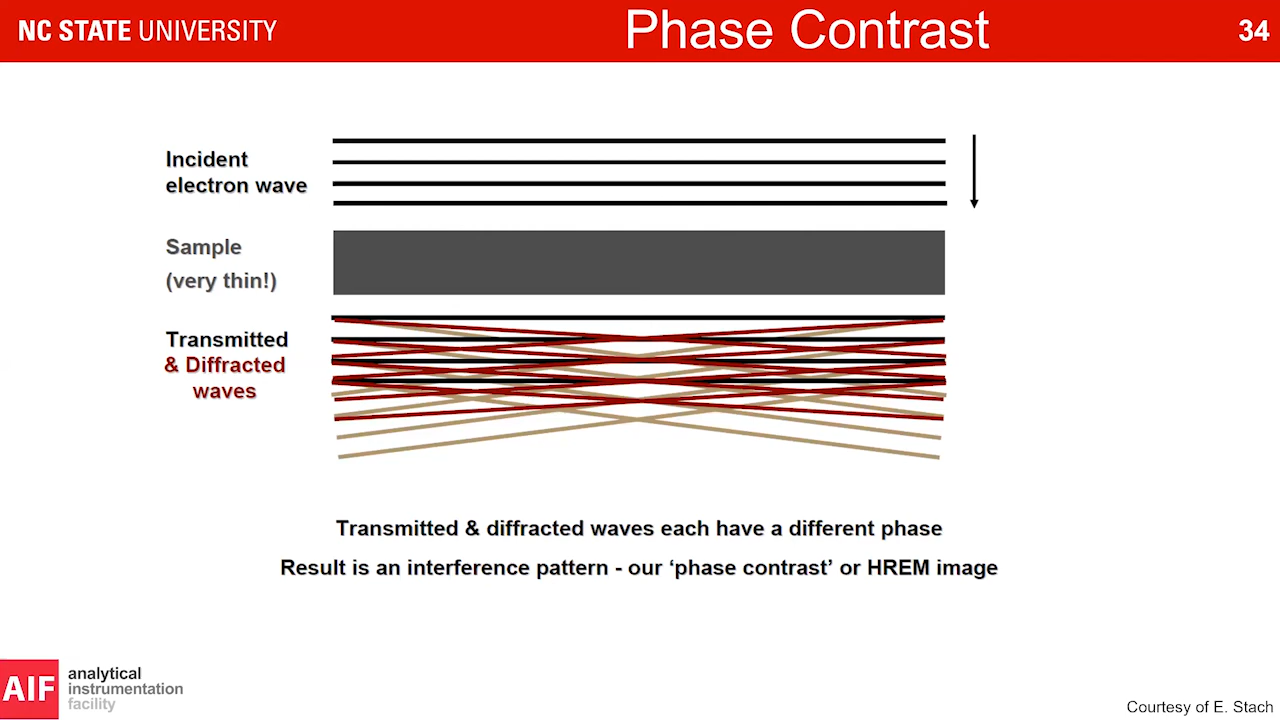 NC STATE UNIVERSITY
Phase Contrast
34
Incident
electron wave
Sample
(very thin!)
Transmitted
& Diffracted
waves
Transmitted & diffracted waves each have a different phase
Result is an interference pattern - our ‘phase contrast’ or HREM image
AIF
analytical
instrumentation
facility
Courtesy of E. Stach